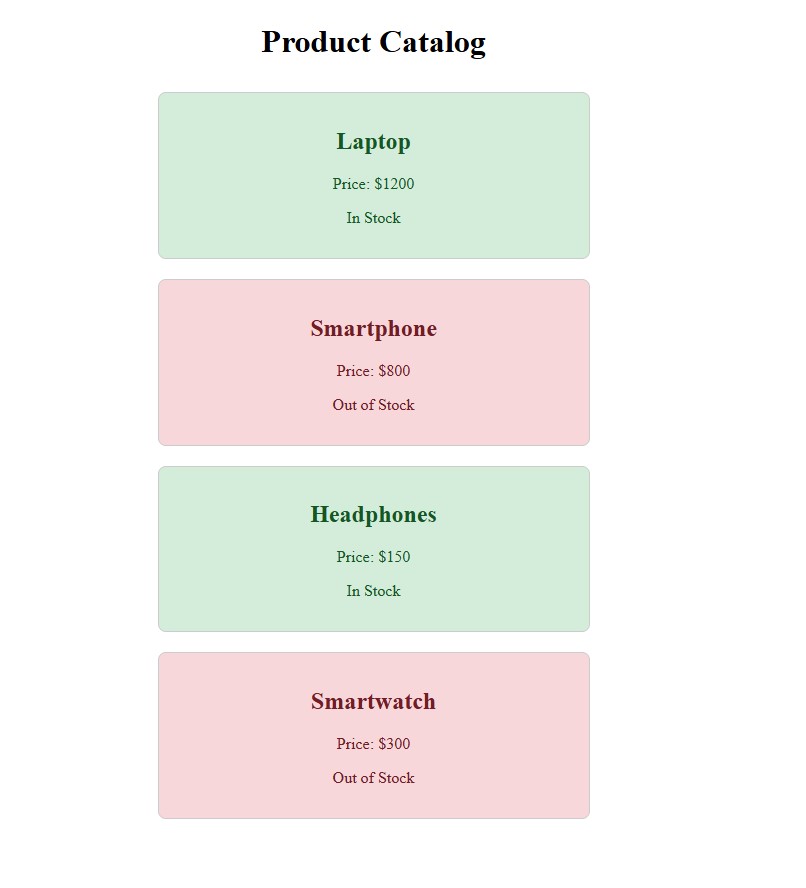 Product Catalog
Laptop
Price: $1200
In Stock
Smartphone
Price: $800
Out of Stock
Headphones
Price: $150
In Stock
Smartwatch
Price: $300
Out of Stock